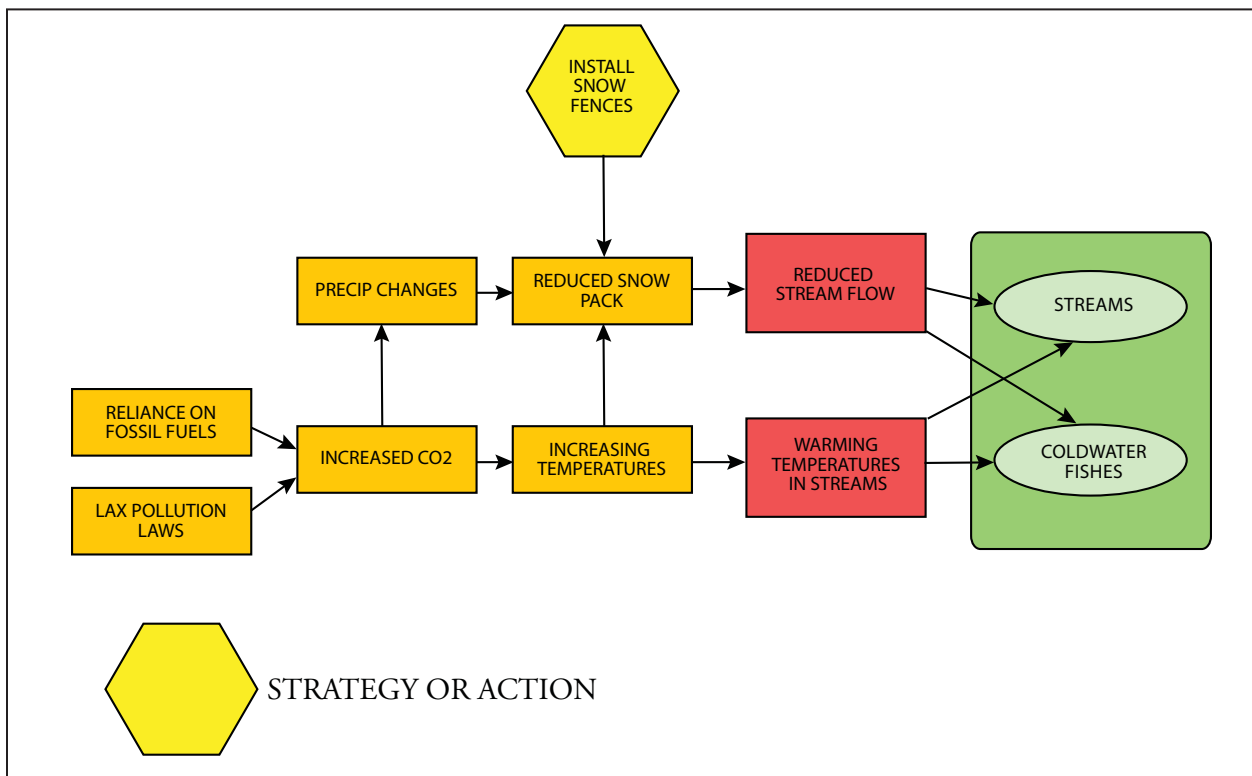 INSTALL
SNOW
FENCES
PRECIP CHANGES
REDUCED SNOW
PACK
REDUCED
STREAM FLOW
STREAMS
RELIANCE ON
FOSSIL FUELS
INCREASED CO2
INCREASING
TEMPERATURES
WARMING
TEMPERATURES
IN STREAMS
COLDWATER
FISHES
LAX POLLUTION
LAWS
STRATEGY OR ACTION